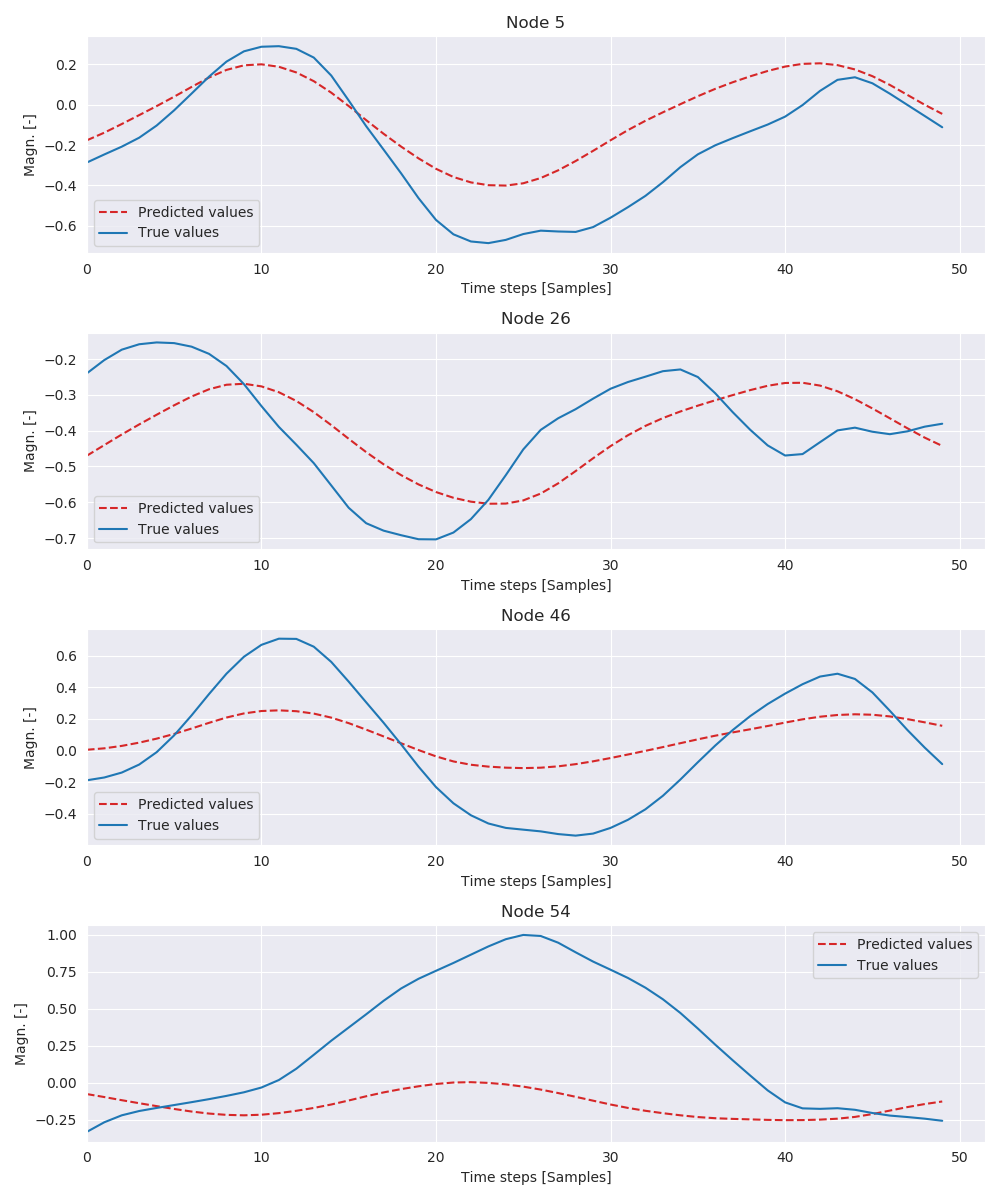 Node 5
0.2
0.0
−0.2
−0.4
−0.6
Magn. [-]
Predicted values
True values
0 10 20 30 40 50
Time steps [Samples]
Node 26
−0.2
−0.3
−0.4
−0.5
−0.6
−0.7
Magn. [-]
Predicted values
True values
0 10 20 30 40 50
Time steps [Samples]
Node 46
0.6
0.4
0.2
0.0
−0.2
−0.4
Magn. [-]
Predicted values
True values
0 10 20 30 40 50
Time steps [Samples]
Node 54
1.00
0.75
0.50
0.25
0.00
−0.25
Magn. [-]
Predicted values
True values
0 10 20 30 40 50
Time steps [Samples]